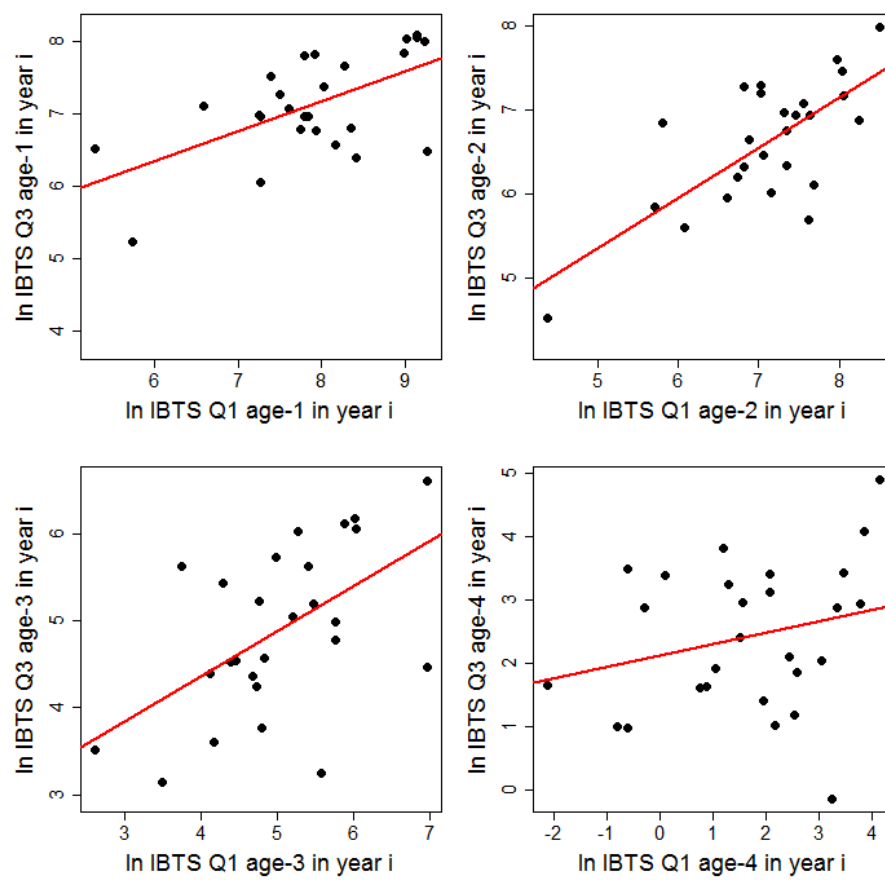 8
7
6
5
4
6 7 8 9
ln IBTS Q3 age-1 in year i
ln IBTS Q1 age-1 in year i
8
7
6
5
5 6 7 8
ln IBTS Q3 age-2 in year i
ln IBTS Q1 age-2 in year i
6
5
4
3
3 4 5 6 7
ln IBTS Q3 age-3 in year i
ln IBTS Q1 age-3 in year i
5
4
3
2
1
0
-2 -1 0 1 2 3 4
ln IBTS Q3 age-4 in year i
ln IBTS Q1 age-4 in year i